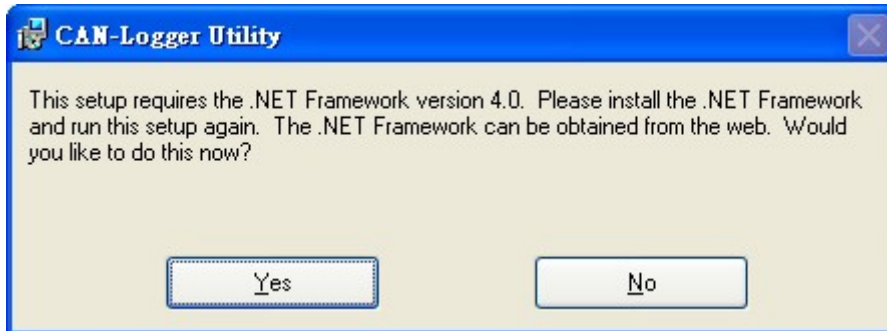 CAN-Logger Utility
This setup requires the .NET Framework version 4.0.  Please install the .NET Framework
and run this setup again.  The .NET Framework can be obtained from the web.  Would
you like to do this now?
Yes
No